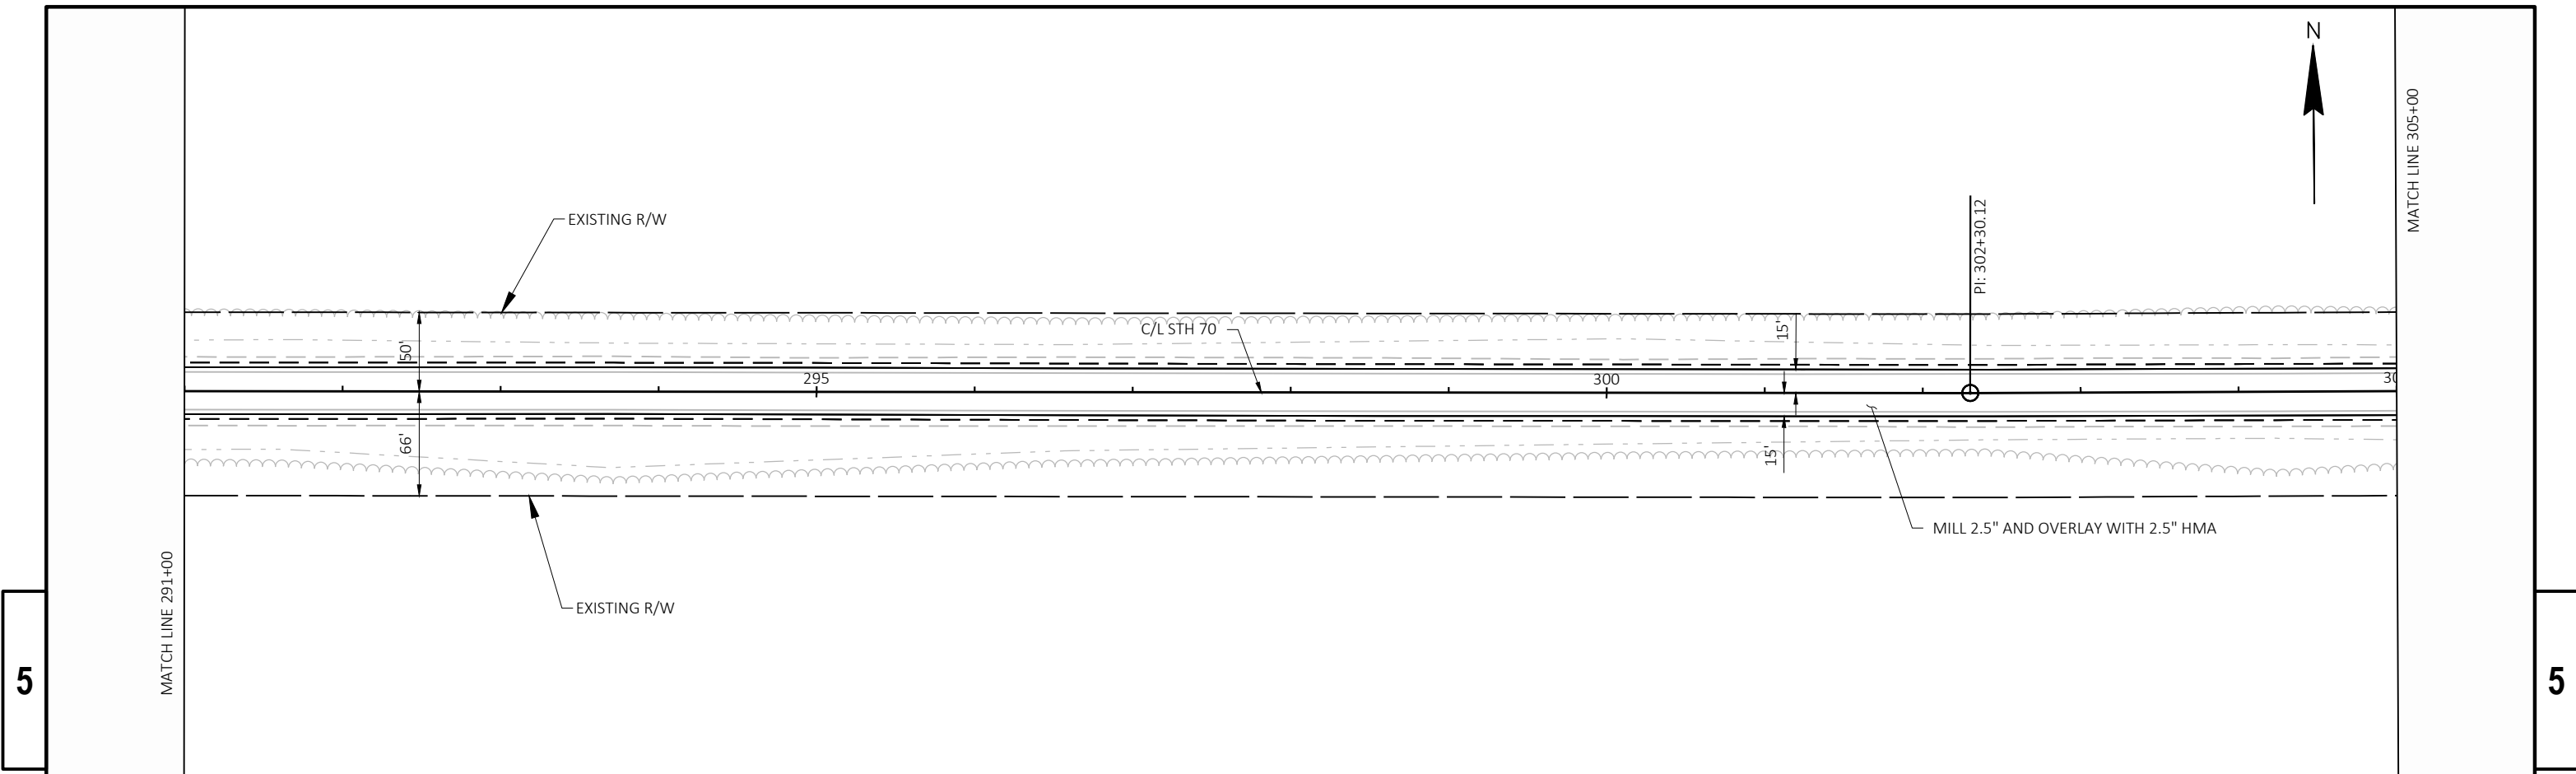 N
MATCH LINE 305+00
PI: 302+30.12
EXISTING R/W
C/L STH 70
15'
50'
295
300
30
66'
15'
MILL 2.5" AND OVERLAY WITH 2.5" HMA
MATCH LINE 291+00
EXISTING R/W
5
5